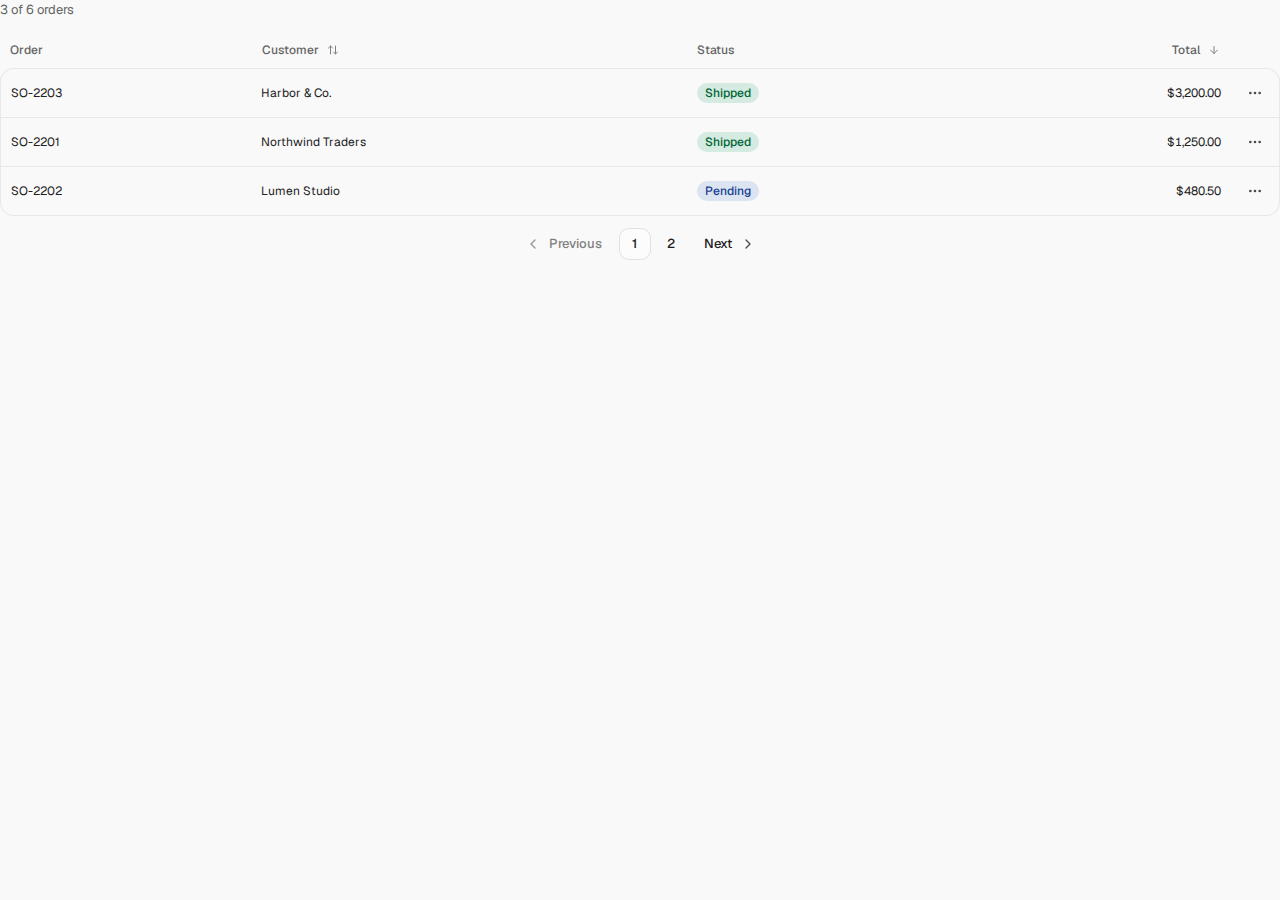 3 of 6 orders
Order Customer Status Total
SO-2203 Harbor & Co. Shipped $3,200.00
SO-2201 Northwind Traders Shipped $1,250.00
SO-2202 Lumen Studio Pending $480.50
Previous 1 2 Next